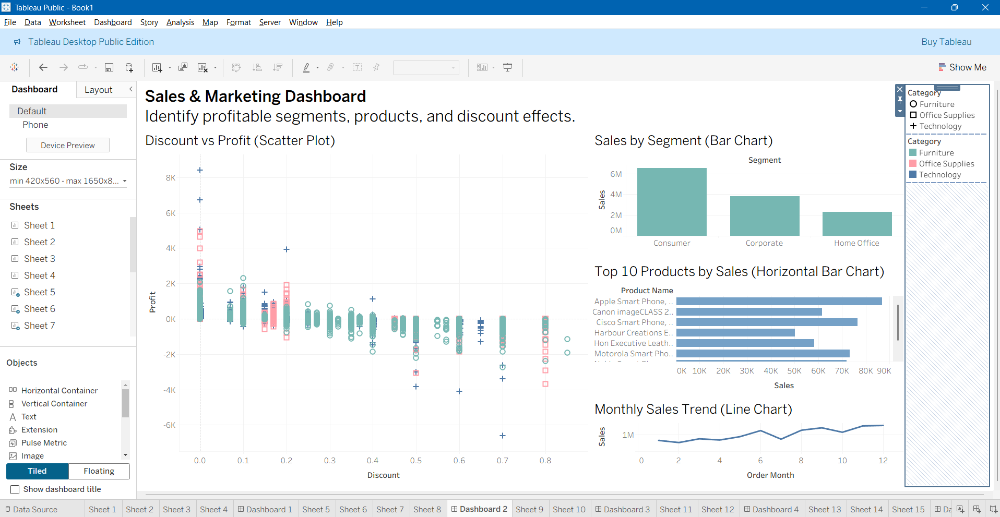 Tableau Public - Book1
File Data Worksheet Dashboard Story Analysis Map Format Server Window Help
Tableau Desktop Public Edition
Buy Tableau
Show Me
Dashboard Layout
Default
Phone
Device Preview
Size
min 420x560 - max 1650x8...
Sheets
Sheet 1
Sheet 2
Sheet 3
Sheet 4
Sheet 5
Sheet 6
Sheet 7
Objects
Horizontal Container
Vertical Container
Text
Extension
Pulse Metric
Image
Tiled Floating
Show dashboard title
Sales & Marketing Dashboard
Identify profitable segments, products, and discount effects.
Discount vs Profit (Scatter Plot)
Profit
8K
6K
4K
2K
0K
-2K
-4K
-6K
0.0 0.1 0.2 0.3 0.4 0.5 0.6 0.7 0.8
Discount
Sales by Segment (Bar Chart)
Segment
Sales
6M
4M
2M
0M
Consumer Corporate Home Office
Top 10 Products by Sales (Horizontal Bar Chart)
Product Name
Apple Smart Phone, ..
Canon imageCLASS 2..
Cisco Smart Phone, ..
Harbour Creations E..
Hon Executive Leath..
Motorola Smart Pho..
0K 10K 20K 30K 40K 50K 60K 70K 80K 90K
Sales
Monthly Sales Trend (Line Chart)
Sales
1M
0 2 4 6 8 10 12
Order Month
Category
Furniture
Office Supplies
Technology
Category
Furniture
Office Supplies
Technology
Data Source Sheet 1 Sheet 2 Sheet 3 Sheet 4 Dashboard 1 Sheet 5 Sheet 6 Sheet 7 Sheet 8 Dashboard 2 Sheet 9 Sheet 10 Dashboard 3 Sheet 11 Sheet 12 Dashboard 4 Sheet 13 Sheet 14 Sheet 15 Da